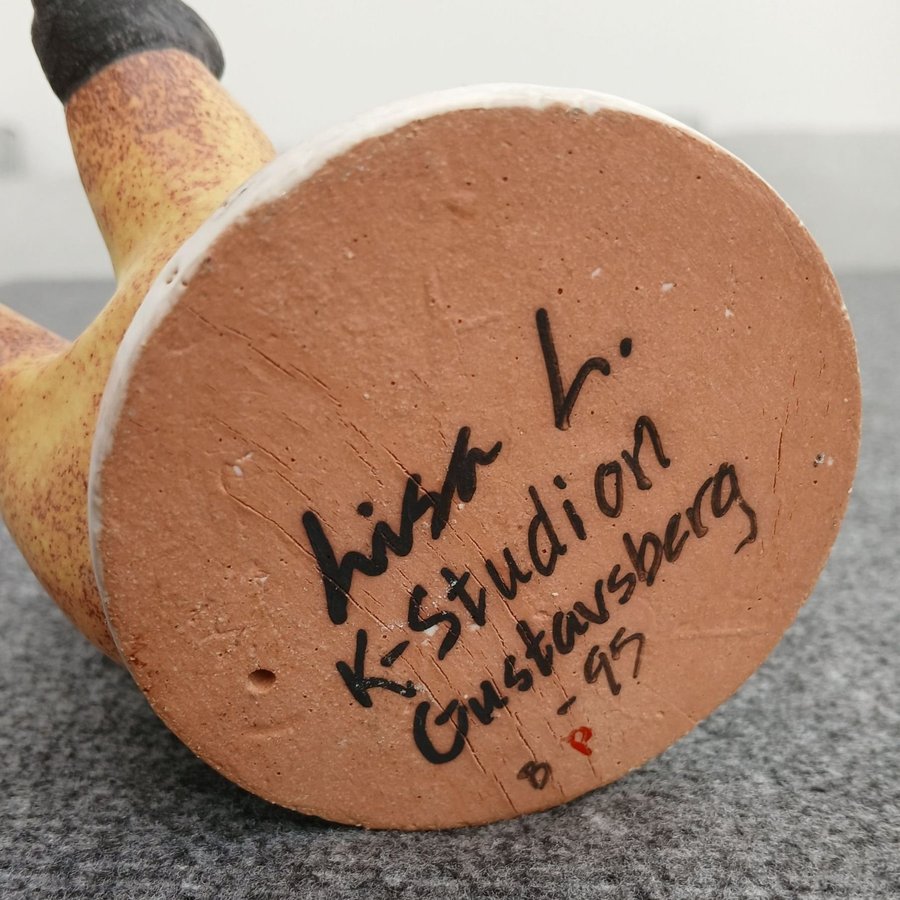 Lisa L.
K-Studion
Gustavsberg
-95
B P